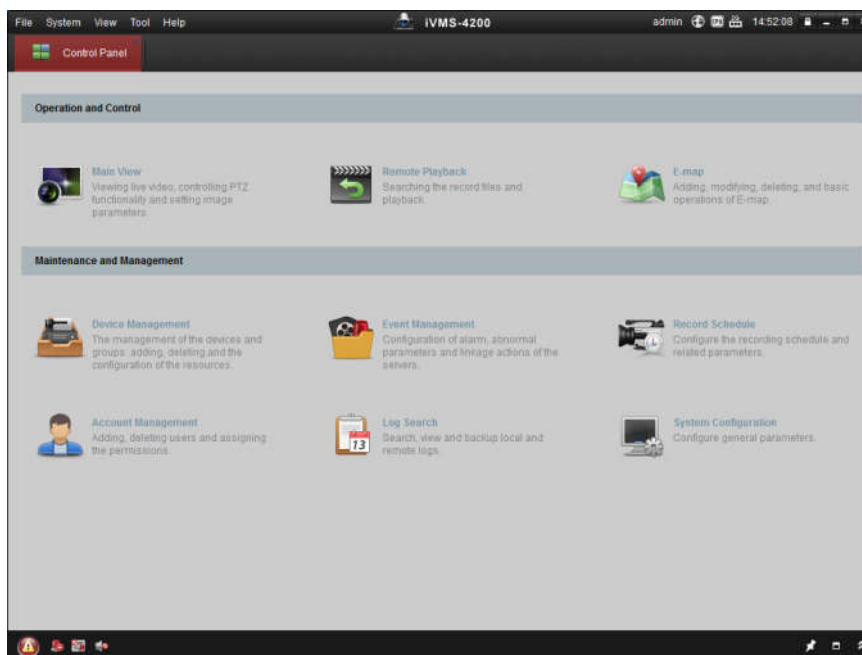 File System View Tool Help
iVMS-4200
admin
14:52:08
Control Panel
Operation and Control
Main View
Viewing live video, controlling PTZ
functionality and setting image
parameters.
Remote Playback
Searching the record files and
playback.
E-map
Adding, modifying, deleting, and basic
operations of E-map.
Maintenance and Management
Device Management
The management of the devices and
groups: adding, deleting and the
configuration of the resources.
Event Management
Configuration of alarm, abnormal
parameters and linkage actions of the
servers.
Record Schedule
Configure the recording schedule and
related parameters.
Account Management
Adding, deleting users and assigning
the permissions.
13
Log Search
Search, view and backup local and
remote logs.
System Configuration
Configure general parameters.